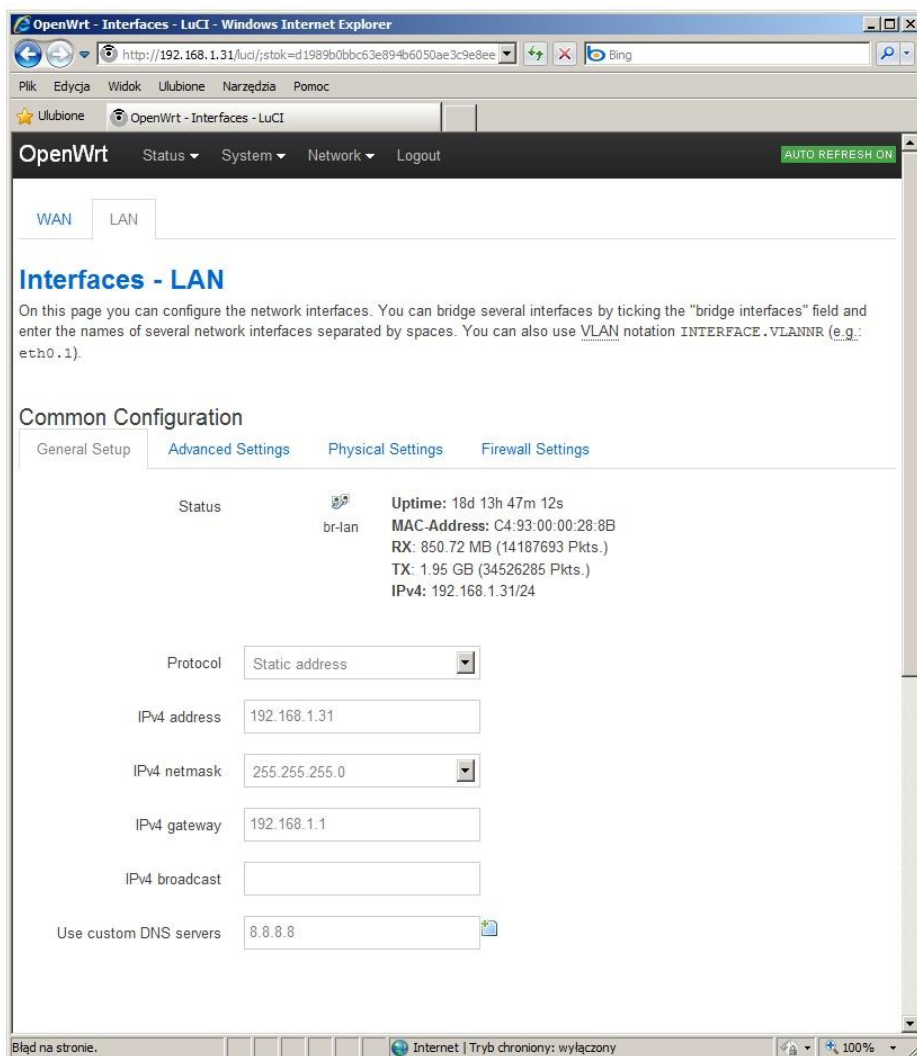 OpenWrt - Interfaces - LuCI - Windows Internet Explorer
http://192.168.1.31/luci/;stok=d1989b0bbc63e894b6050ae3c9e8ee
Bing
Plik Edycja Widok Ulubione Narzędzia Pomoc
Ulubione OpenWrt - Interfaces - LuCI
OpenWrt Status System Network Logout AUTO REFRESH ON
WAN LAN
Interfaces - LAN
On this page you can configure the network interfaces. You can bridge several interfaces by ticking the "bridge interfaces" field and
enter the names of several network interfaces separated by spaces. You can also use VLAN notation INTERFACE.VLANNR (e.g.:
eth0.1).
Common Configuration
General Setup Advanced Settings Physical Settings Firewall Settings
Status
br-lan
Uptime: 18d 13h 47m 12s
MAC-Address: C4:93:00:00:28:8B
RX: 850.72 MB (14187693 Pkts.)
TX: 1.95 GB (34526285 Pkts.)
IPv4: 192.168.1.31/24
Protocol Static address
IPv4 address 192.168.1.31
IPv4 netmask 255.255.255.0
IPv4 gateway 192.168.1.1
IPv4 broadcast
Use custom DNS servers 8.8.8.8
Błąd na stronie. Internet | Tryb chroniony: wyłączony 100%